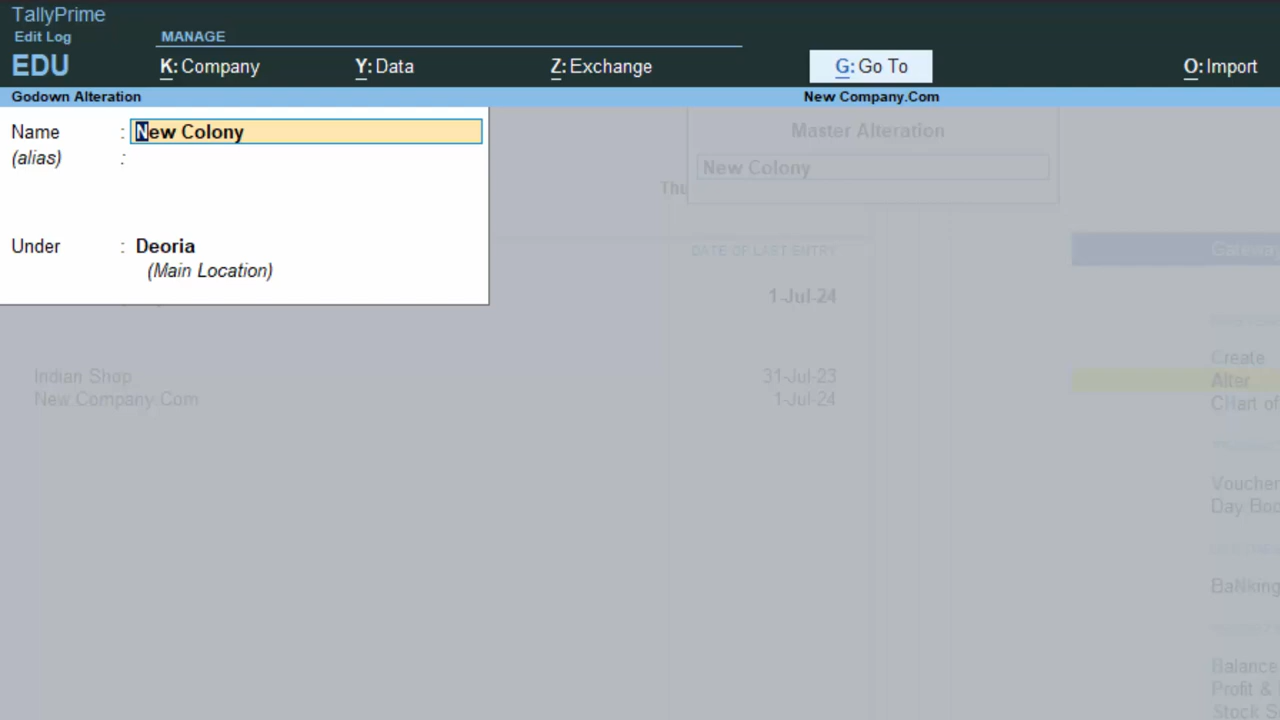 TallyPrime
Edit Log
MANAGE
EDU
K: Company
Y: Data
Z: Exchange
G: Go To
O: Import
Godown Alteration
New Company.Com
Name : New Colony
(alias) :
Under : Deoria
(Main Location)
Master Alteration
New Colony
Thu
DATE OF LAST ENTRY
1-Jul-24
Indian Shop 31-Jul-23
New Company.Com 1-Jul-24
Gateway
Create
Alter
CHart of
Voucher
Day Boo
BaNking
Balance
Profit &
Stock S